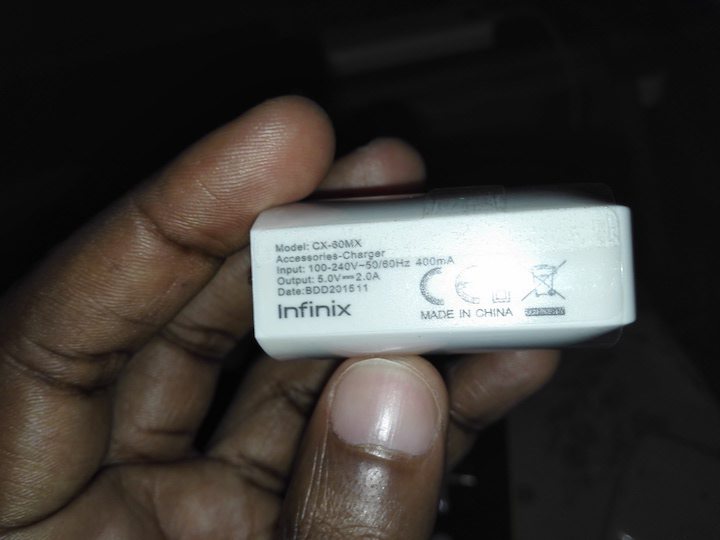 Model: CX-60MX
Accessories-Charger
Input: 100-240V~50/60Hz 400mA
Output: 5.0V⎓2.0A
Date:BDD201511
Infinix
CE
MADE IN CHINA